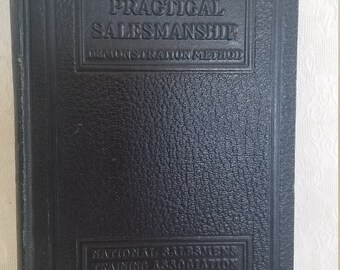 PRACTICAL
SALESMANSHIP
DEMONSTRATION METHOD
NATIONAL SALESMEN'S
TRAINING ASSOCIATION